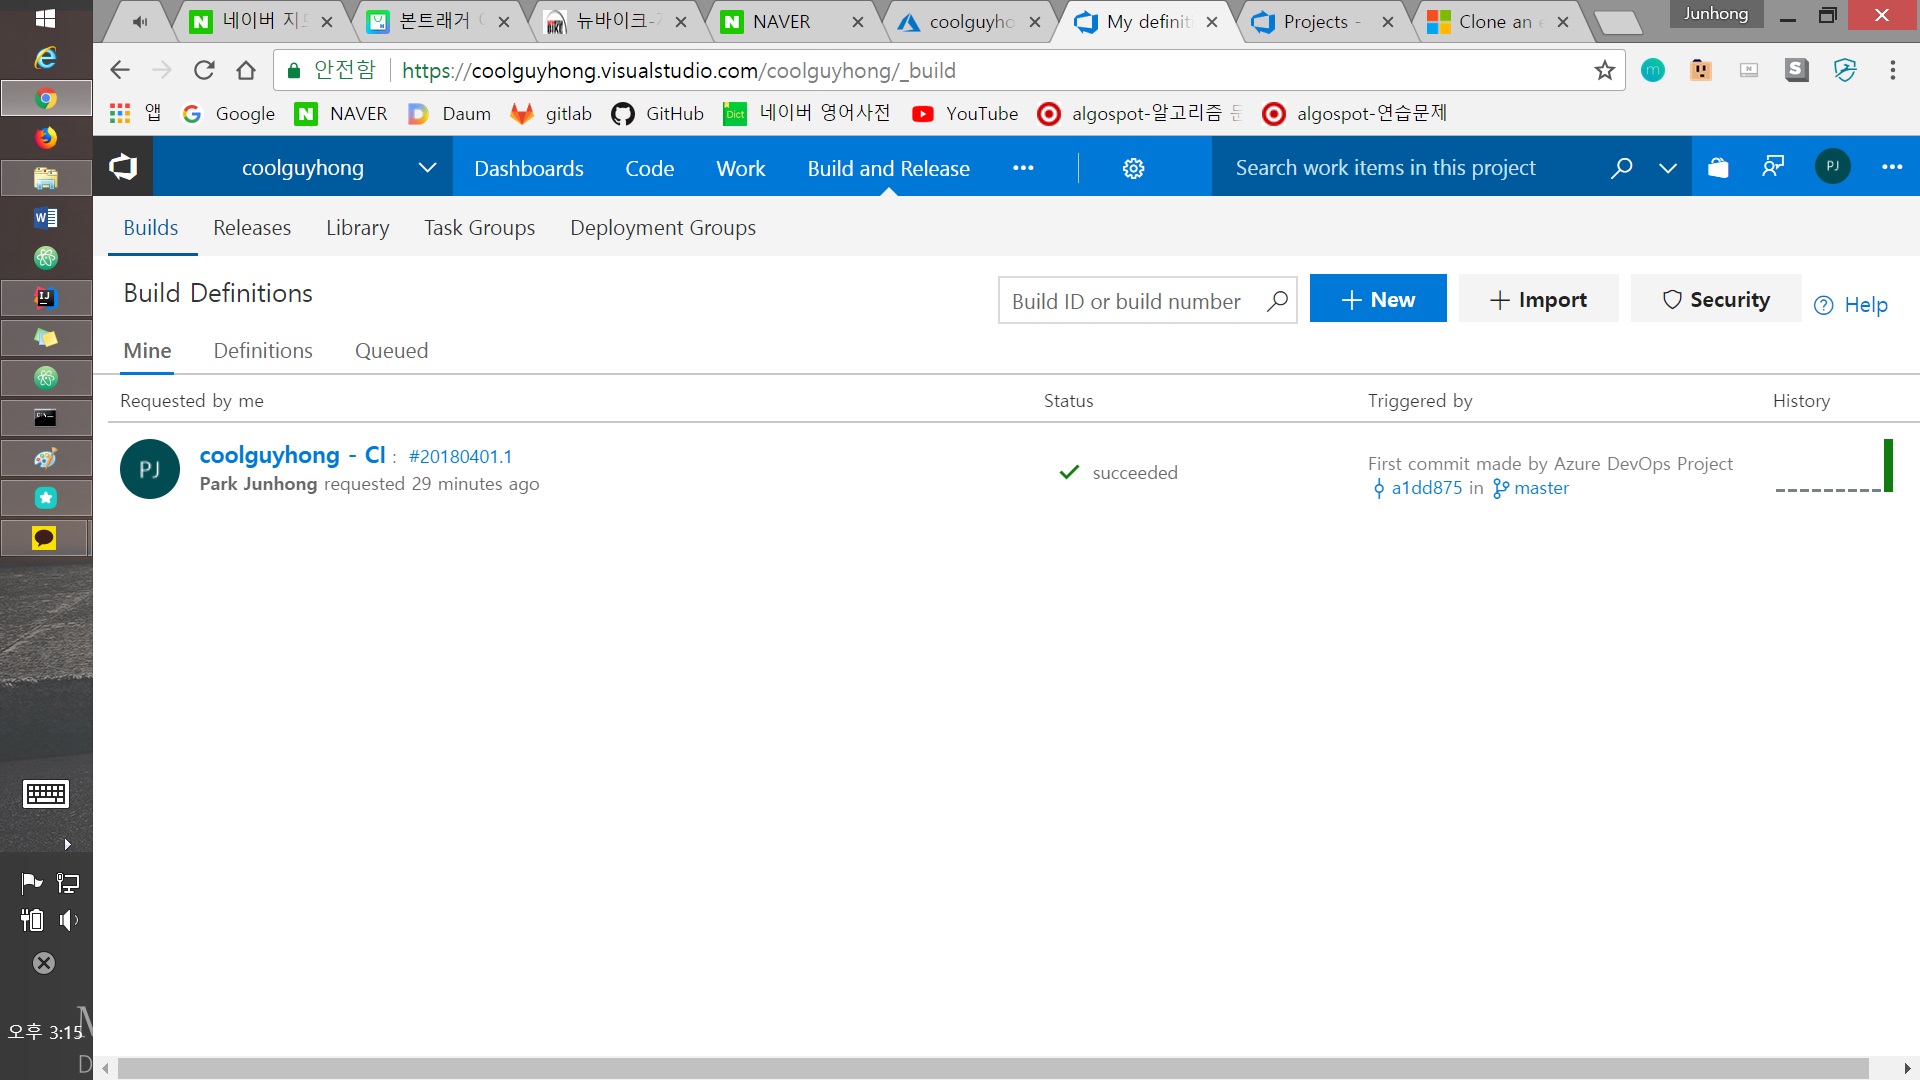 네이버 지도
본트래거
뉴바이크
NAVER
coolguyho
My definiti
Projects -
Clone an e
Junhong
안전함
https://coolguyhong.visualstudio.com/coolguyhong/_build
앱
Google
NAVER
Daum
gitlab
GitHub
Dict
네이버 영어사전
YouTube
algospot-알고리즘 문
algospot-연습문제
coolguyhong
Dashboards
Code
Work
Build and Release
Search work items in this project
PJ
Builds
Releases
Library
Task Groups
Deployment Groups
Build Definitions
Build ID or build number
New
Import
Security
Help
Mine
Definitions
Queued
Requested by me
Status
Triggered by
History
PJ
coolguyhong - CI : #20180401.1
Park Junhong requested 29 minutes ago
succeeded
First commit made by Azure DevOps Project
a1dd875 in master
오후 3:15